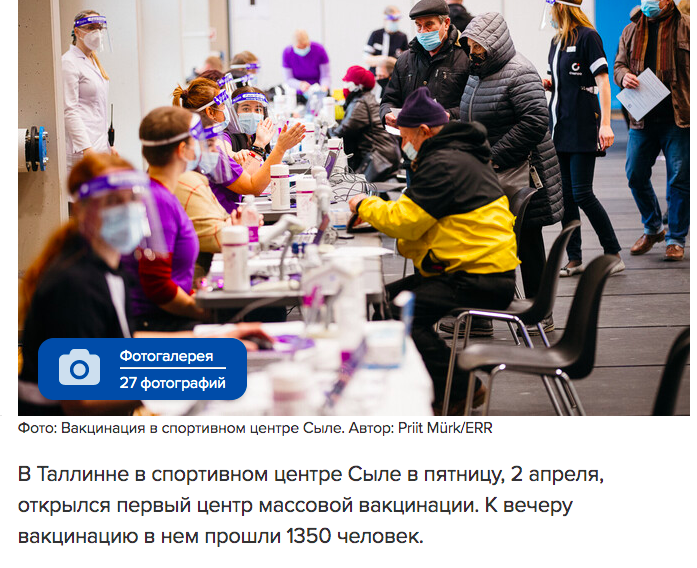 Фотогалерея
27 фотографий
Фото: Вакцинация в спортивном центре Сыле. Автор: Priit Mürk/ERR
В Таллинне в спортивном центре Сыле в пятницу, 2 апреля,
открылся первый центр массовой вакцинации. К вечеру
вакцинацию в нем прошли 1350 человек.